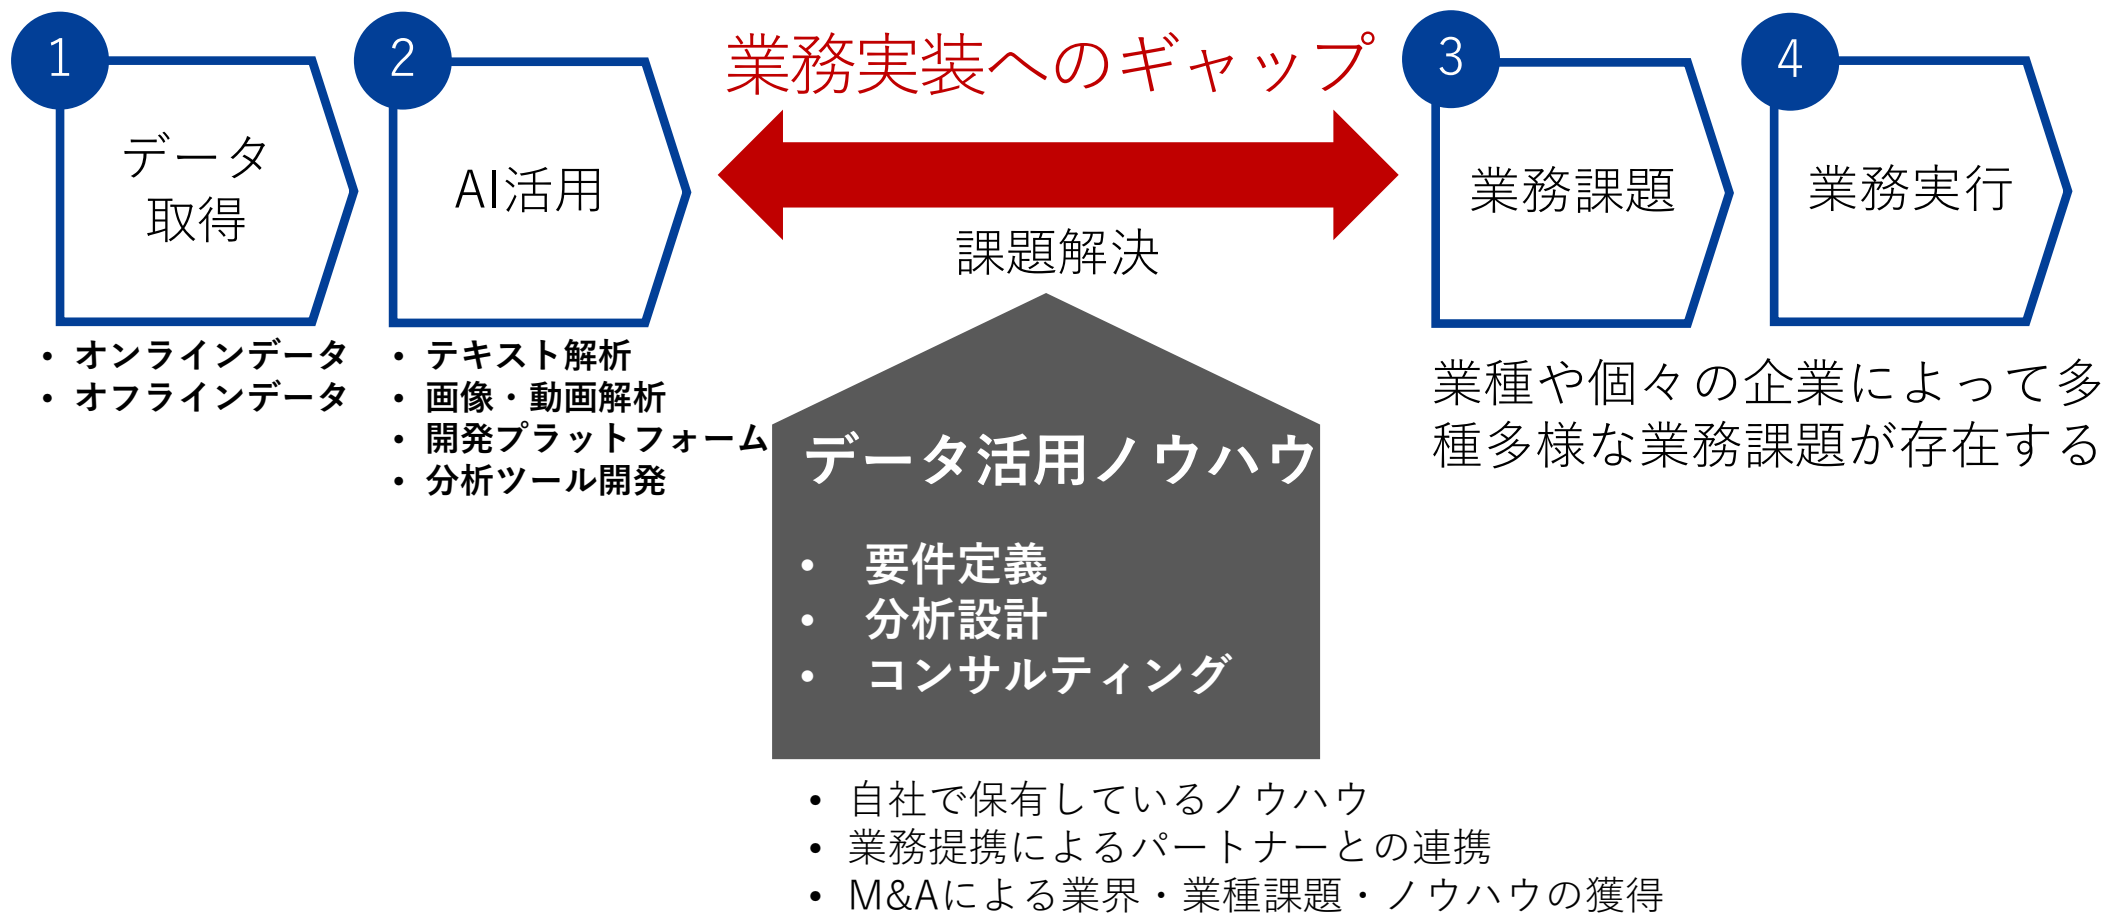 1
データ
取得
・ オンラインデータ
・ オフラインデータ
2
AI活用
・ テキスト解析
・ 画像・動画解析
・ 開発プラットフォーム
・ 分析ツール開発
業務実装へのギャップ
課題解決
データ活用ノウハウ
・ 要件定義
・ 分析設計
・ コンサルティング
・ 自社で保有しているノウハウ
・ 業務提携によるパートナーとの連携
・ M&Aによる業界・業種課題・ノウハウの獲得
3
業務課題
4
業務実行
業種や個々の企業によって多
種多様な業務課題が存在する